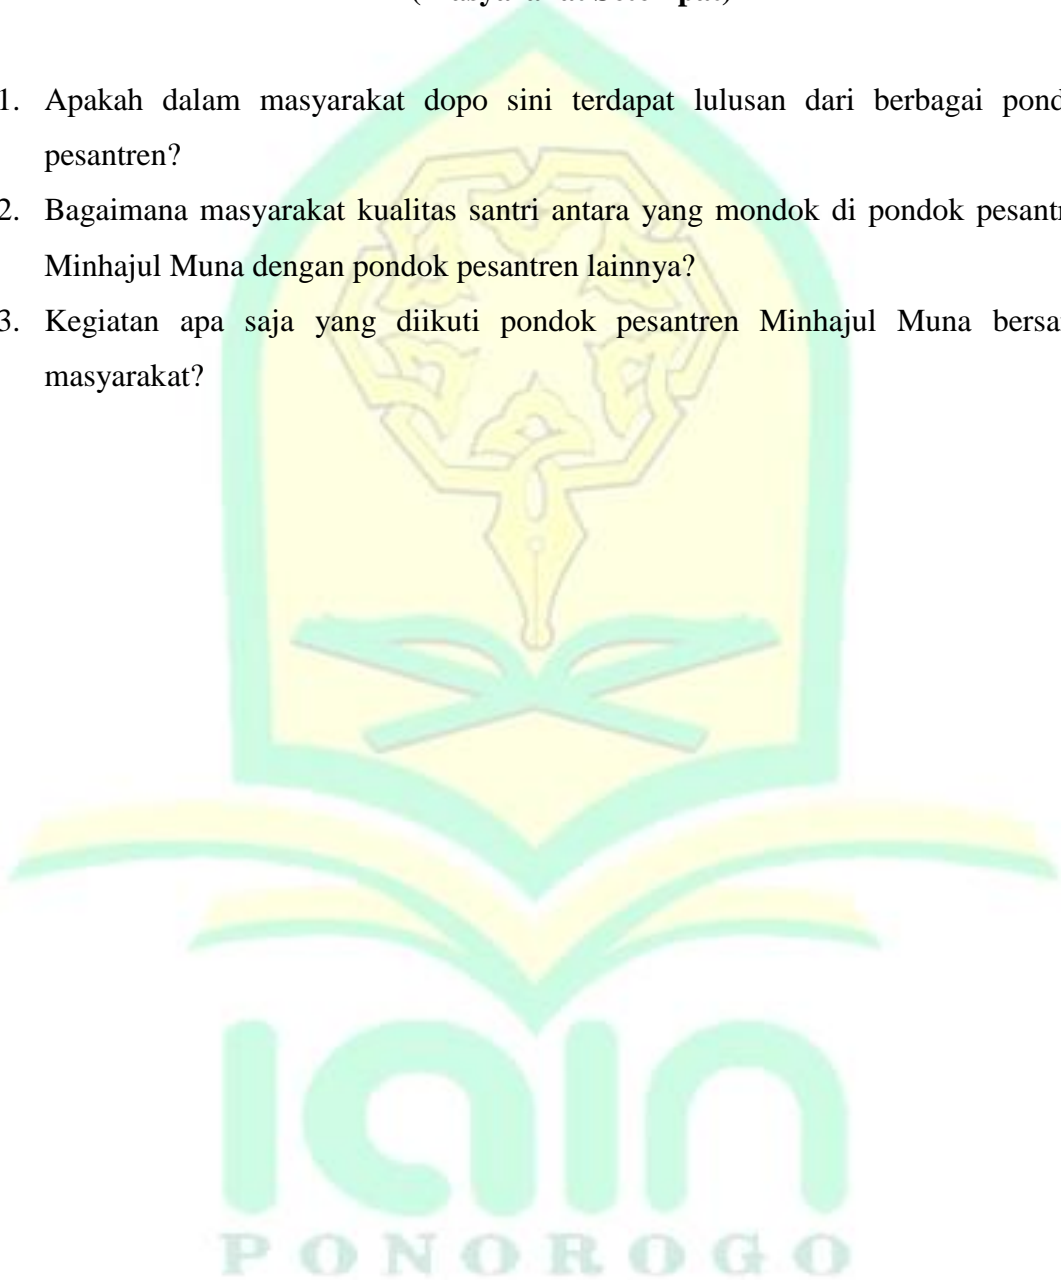 Setempat)
1. Apakah dalam masyarakat dopo sini terdapat lulusan dari berbagai pond
pesantren?
2. Bagaimana masyarakat kualitas santri antara yang mondok di pondok pesantr
Minhajul Muna dengan pondok pesantren lainnya?
3. Kegiatan apa saja yang diikuti pondok pesantren Minhajul Muna bersa
masyarakat?
iain
PONOROGO